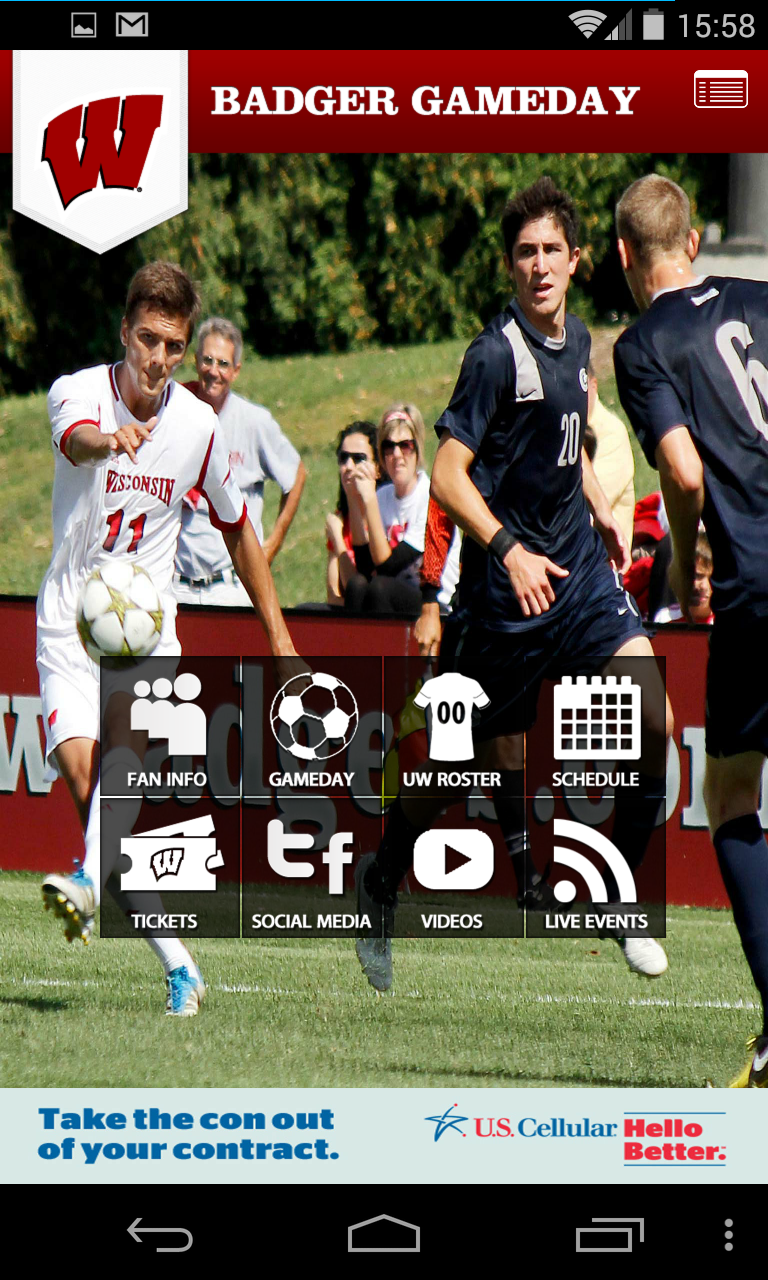 15:58
W
BADGER GAMEDAY
WISCONSIN
11
20
6
00
FAN INFO
GAMEDAY
UW ROSTER
SCHEDULE
W
TICKETS
SOCIAL MEDIA
VIDEOS
LIVE EVENTS
Take the con out
of your contract.
U.S. Cellular
Hello
Better.